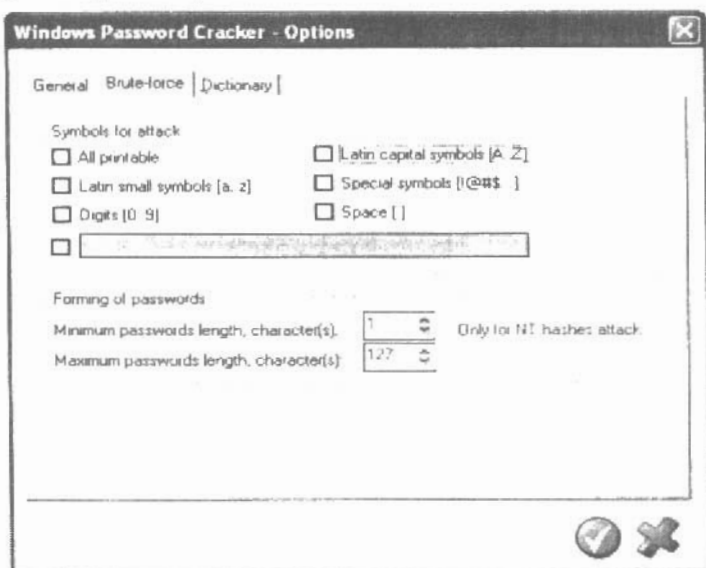 Windows Password Cracker - Options
General Brute-force Dictionary
Symbols for attack
All printable
Latin capital symbols [A. Z]
Latin small symbols [a. z]
Special symbols [!@#$ ]
Digits [0 9]
Space [ ]
Forming of passwords
Minimum passwords length, character(s): 1 Only for NT hashes attack
Maximum passwords length, character(s): 127